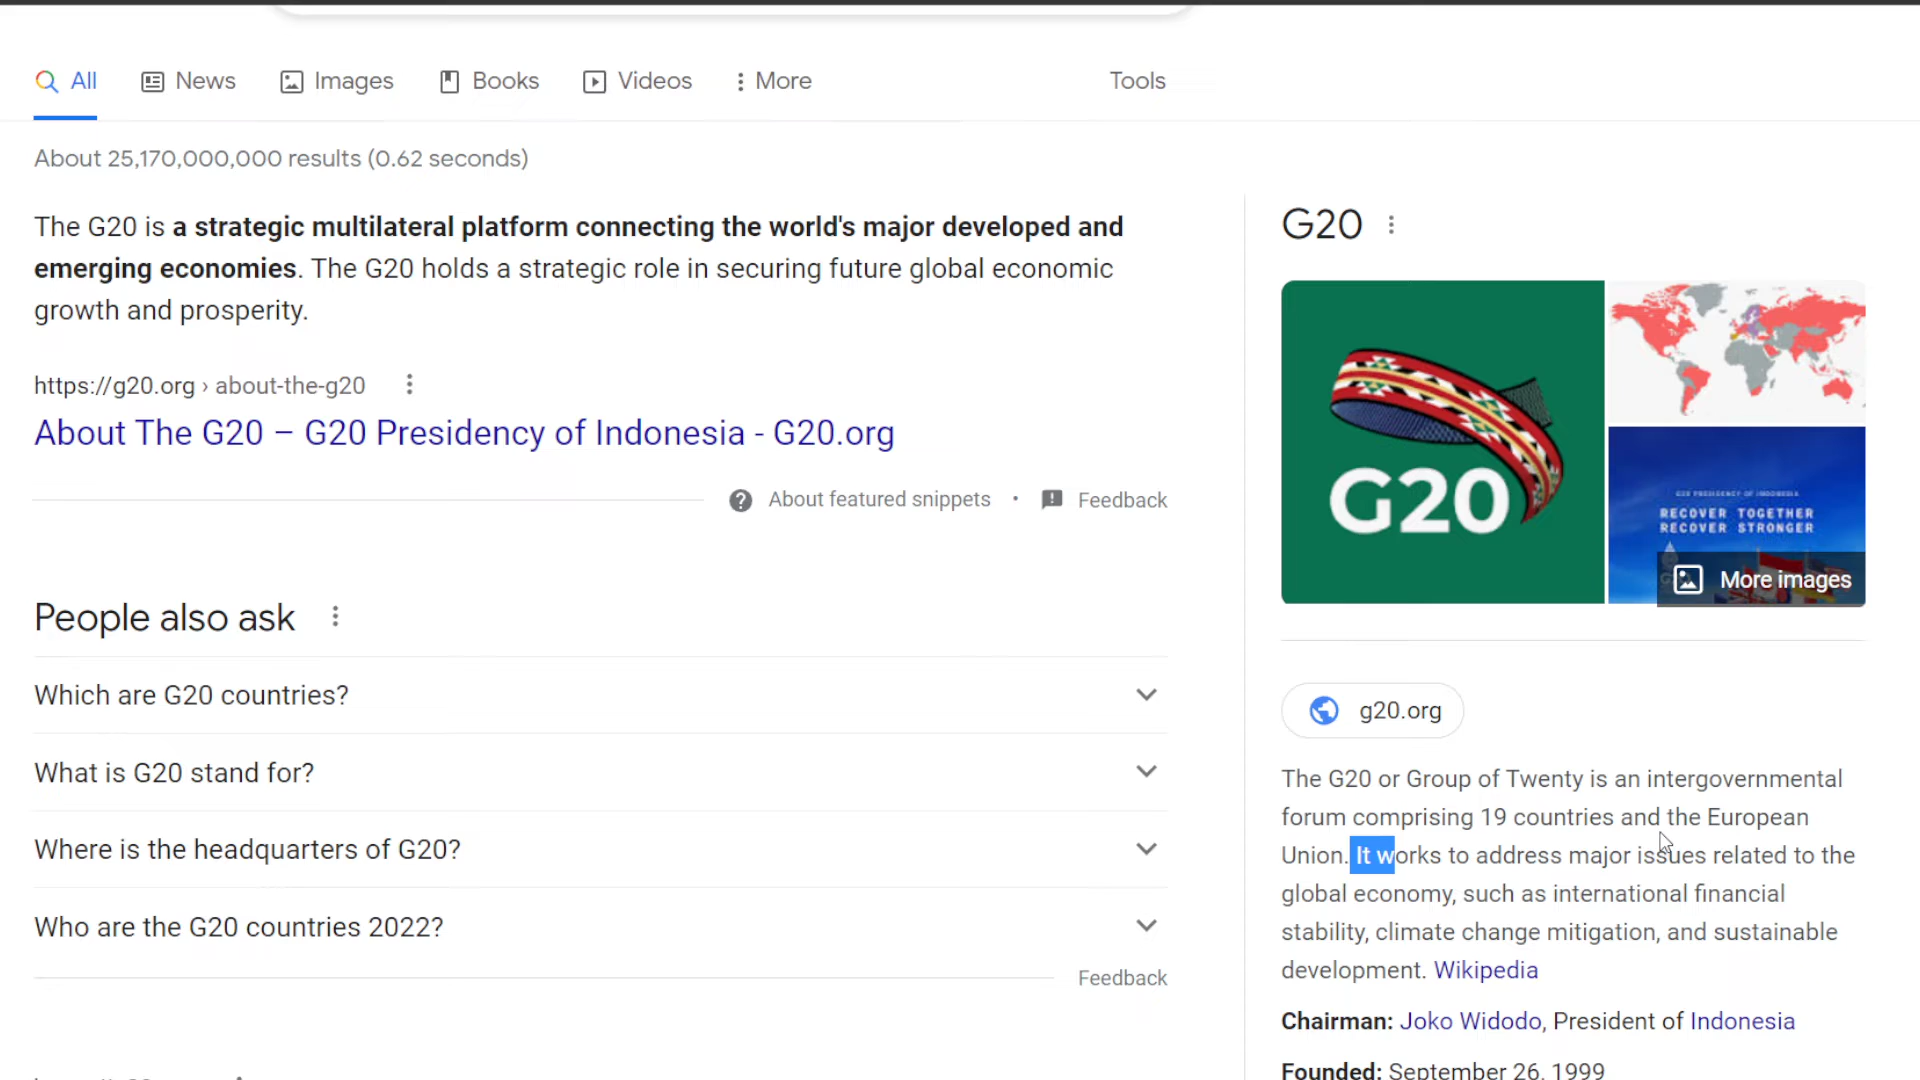 All
News
Images
Books
Videos
More
Tools
About 25,170,000,000 results (0.62 seconds)
The G20 is a strategic multilateral platform connecting the world's major developed and
emerging economies. The G20 holds a strategic role in securing future global economic
growth and prosperity.
https://g20.org › about-the-g20
About The G20 – G20 Presidency of Indonesia - G20.org
About featured snippets • Feedback
People also ask
Which are G20 countries?
What is G20 stand for?
Where is the headquarters of G20?
Who are the G20 countries 2022?
Feedback
G20
G20
G20 PRESIDENCY OF INDONESIA
RECOVER TOGETHER
RECOVER STRONGER
More images
g20.org
The G20 or Group of Twenty is an intergovernmental
forum comprising 19 countries and the European
Union. It works to address major issues related to the
global economy, such as international financial
stability, climate change mitigation, and sustainable
development. Wikipedia
Chairman: Joko Widodo, President of Indonesia
Founded: September 26, 1999